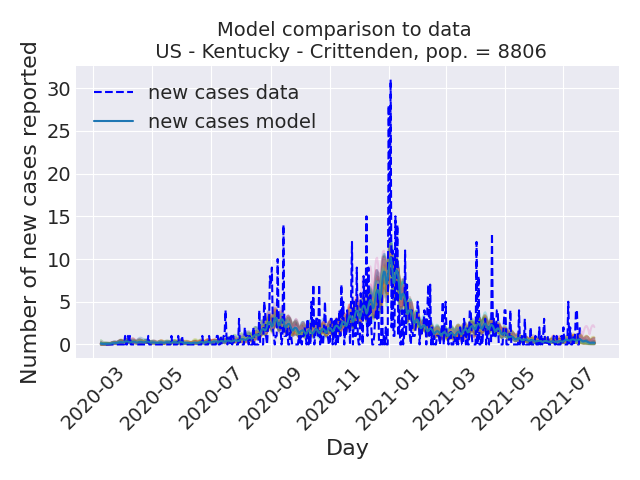 Model comparison to data
US - Kentucky - Crittenden, pop. = 8806
Number of new cases reported
30
25
20
15
10
5
0
new cases data
new cases model
2020-03
2020-05
2020-07
2020-09
2020-11
2021-01
2021-03
2021-05
2021-07
Day